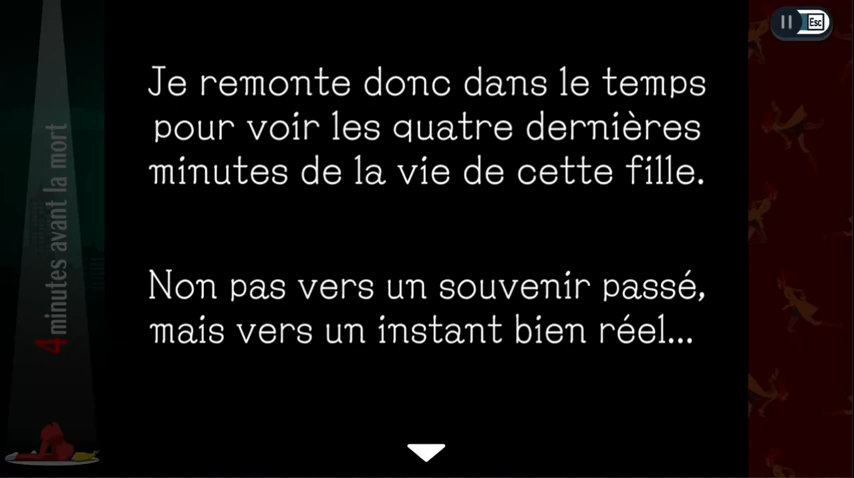 Esc
Je remonte donc dans le temps
pour voir les quatre dernières
minutes de la vie de cette fille.
Non pas vers un souvenir passé,
mais vers un instant bien réel...
4 minutes avant la mort